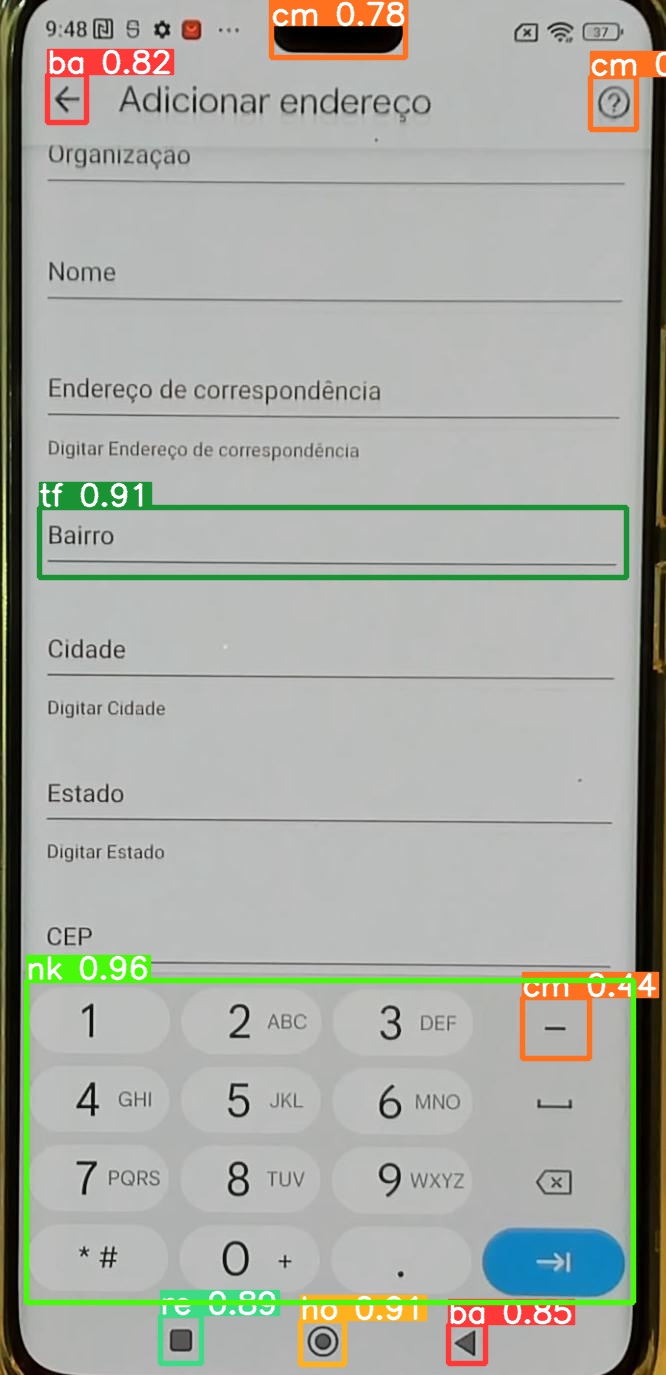 cm 0.78
9:48 ... 37
ba 0.82
cm 0
Adicionar endereço
Organização
Nome
Endereço de correspondência
Digitar Endereço de correspondência
tf 0.91
Bairro
Cidade
Digitar Cidade
Estado
Digitar Estado
CEP
nk 0.96
cm 0.44
1 2 ABC 3 DEF –
4 GHI 5 JKL 6 MNO
7 PQRS 8 TUV 9 WXYZ
* # 0 + .
re 0.89 ho 0.91 ba 0.85